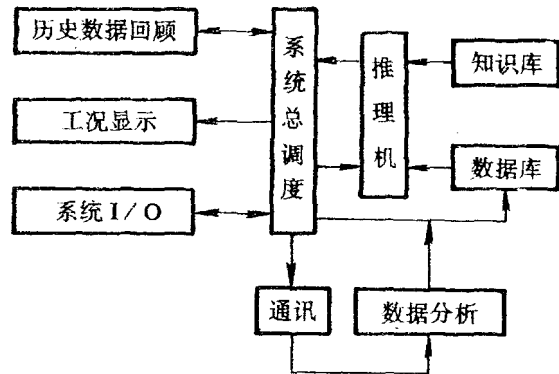 历史数据回顾
工况显示
系统 I/O
系统总调度
推理机
知识库
数据库
通讯
数据分析